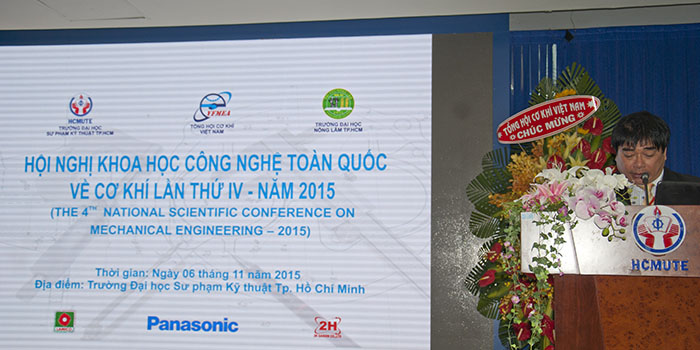 HCMUTE
TRƯỜNG ĐẠI HỌC
SƯ PHẠM KỸ THUẬT TP.HCM
VFMEA
TỔNG HỘI CƠ KHÍ
VIỆT NAM
TRƯỜNG ĐẠI HỌC
NÔNG LÂM TP.HCM
HỘI NGHỊ KHOA HỌC CÔNG NGHỆ TOÀN QUỐC
VỀ CƠ KHÍ LẦN THỨ IV - NĂM 2015
(THE 4TH NATIONAL SCIENTIFIC CONFERENCE ON
MECHANICAL ENGINEERING – 2015)
Thời gian: Ngày 06 tháng 11 năm 2015
Địa điểm: Trường Đại học Sư phạm Kỹ thuật Tp. Hồ Chí Minh
Panasonic
2H
TỔNG HỘI CƠ KHÍ VIỆT NAM
CHÚC MỪNG
HCMUTE